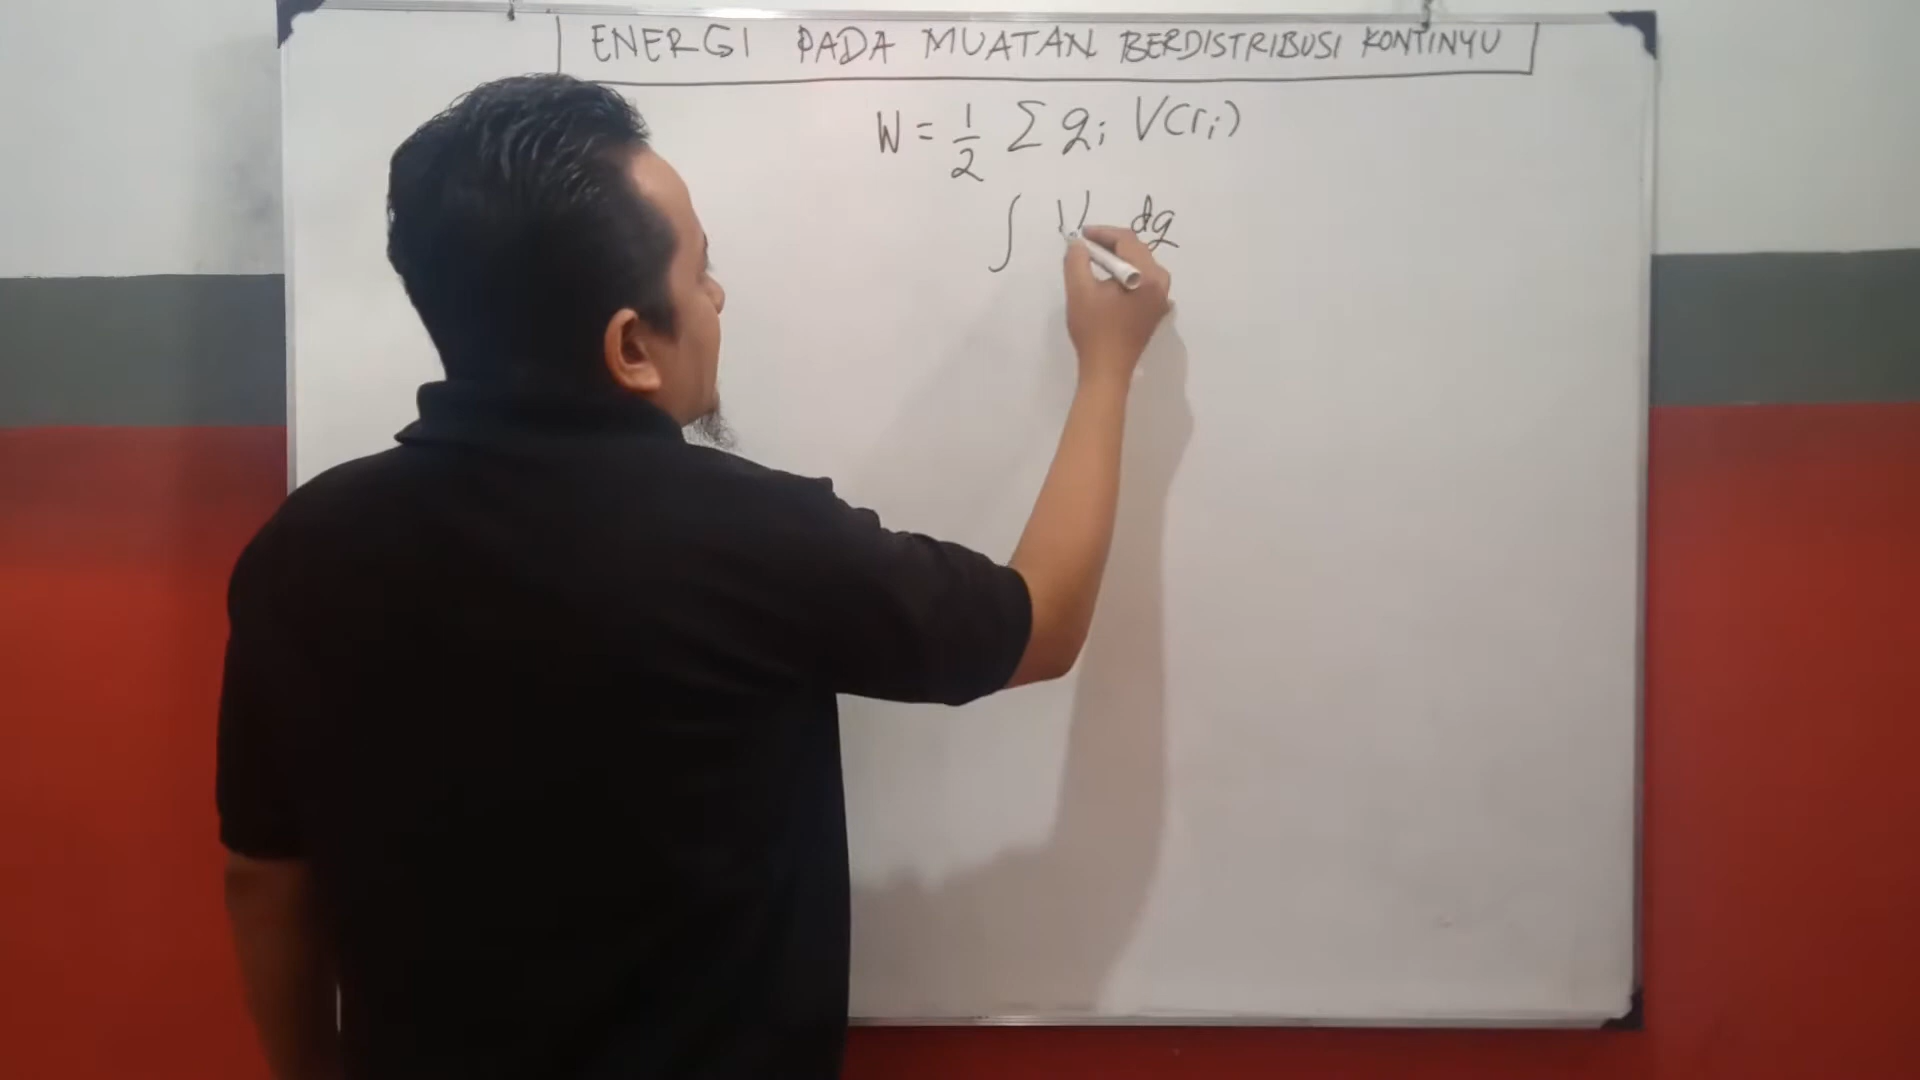 ENERGI PADA MUATAN BERDISTRIBUSI KONTINYU
W = 1/2 Σ qi V(ri)
∫ V dq